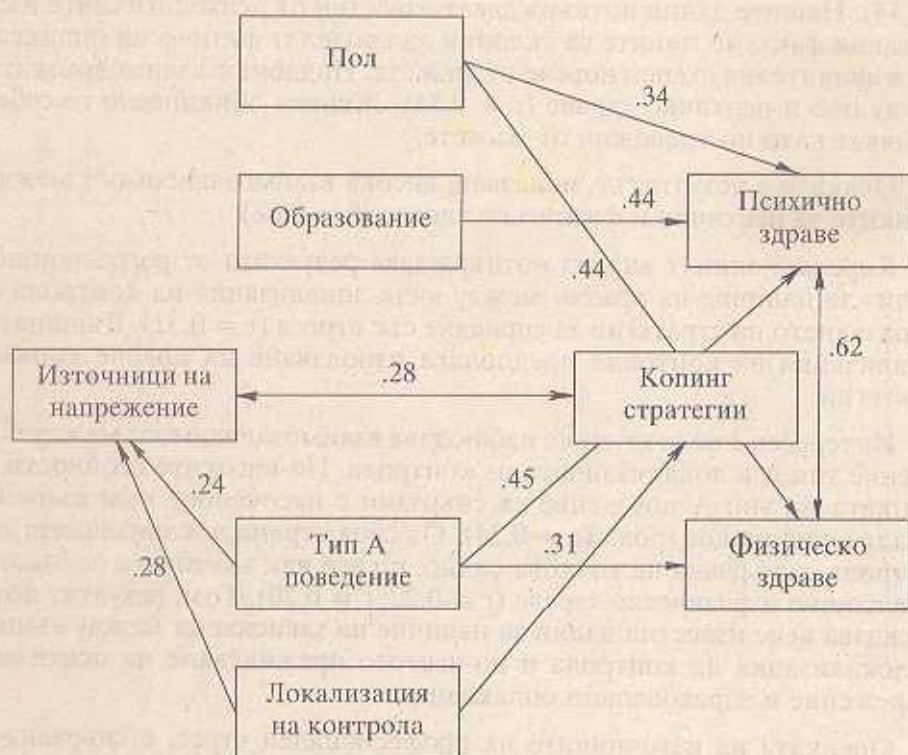 Пол
.34
Образование
.44
Психично
здраве
.44
.62
Източници на
напрежение
.28
Копинг
стратегии
.24
.45
.28
Тип А
поведение
.31
Физическо
здраве
Локализация
на контрола